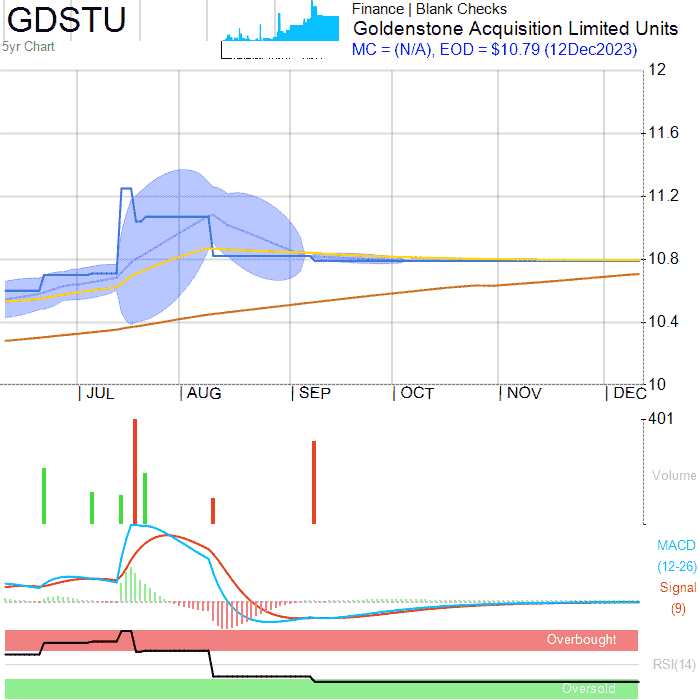 GDSTU
5yr Chart
Finance | Blank Checks
Goldenstone Acquisition Limited Units
MC = (N/A), EOD = $10.79 (12Dec2023)
12
11.6
11.2
10.8
10.4
10
| JUL | AUG | SEP | OCT | NOV | DEC
401
Volume
MACD
(12-26)
Signal
(9)
Overbought
RSI(14)
Oversold